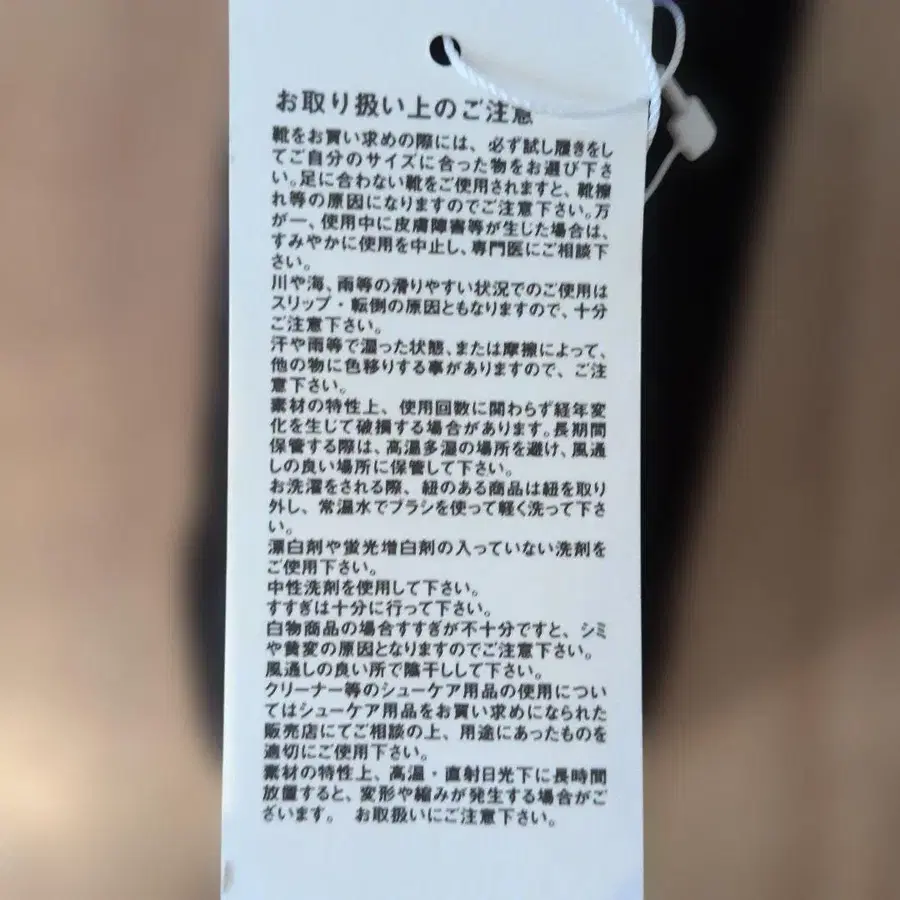 お取り扱い上のご注意
靴をお買い求めの際には、必ず試し履きをし
てご自分のサイズに合った物をお選び下さ
い。足に合わない靴をご使用されますと、靴擦
れ等の原因になりますのでご注意下さい。万
が一、使用中に皮膚障害等が生じた場合は、
すみやかに使用を中止し、専門医にご相談下
さい。
川や海、雨等の滑りやすい状況でのご使用は
スリップ・転倒の原因ともなりますので、十分
ご注意下さい。
汗や雨等で湿った状態、または摩擦によって、
他の物に色移りする事がありますので、ご注
意下さい。
素材の特性上、使用回数に関わらず経年変
化を生じて破損する場合があります。長期間
保管する際は、高温多湿の場所を避け、風通
しの良い場所に保管して下さい。
お洗濯をされる際、紐のある商品は紐を取り
外し、常温水でブラシを使って軽く洗って下さ
い。
漂白剤や蛍光増白剤の入っていない洗剤を
ご使用下さい。
中性洗剤を使用して下さい。
すすぎは十分に行って下さい。
白物商品の場合すすぎが不十分ですと、シミ
や黄変の原因となりますのでご注意下さい。
風通しの良い所で陰干しして下さい。
クリーナー等のシューケア用品の使用につい
てはシューケア用品をお買い求めになられた
販売店にてご相談の上、用途にあったものを
適切にご使用下さい。
素材の特性上、高温・直射日光下に長時間
放置すると、変形や縮みが発生する場合がご
ざいます。 お取扱いにご注意下さい。